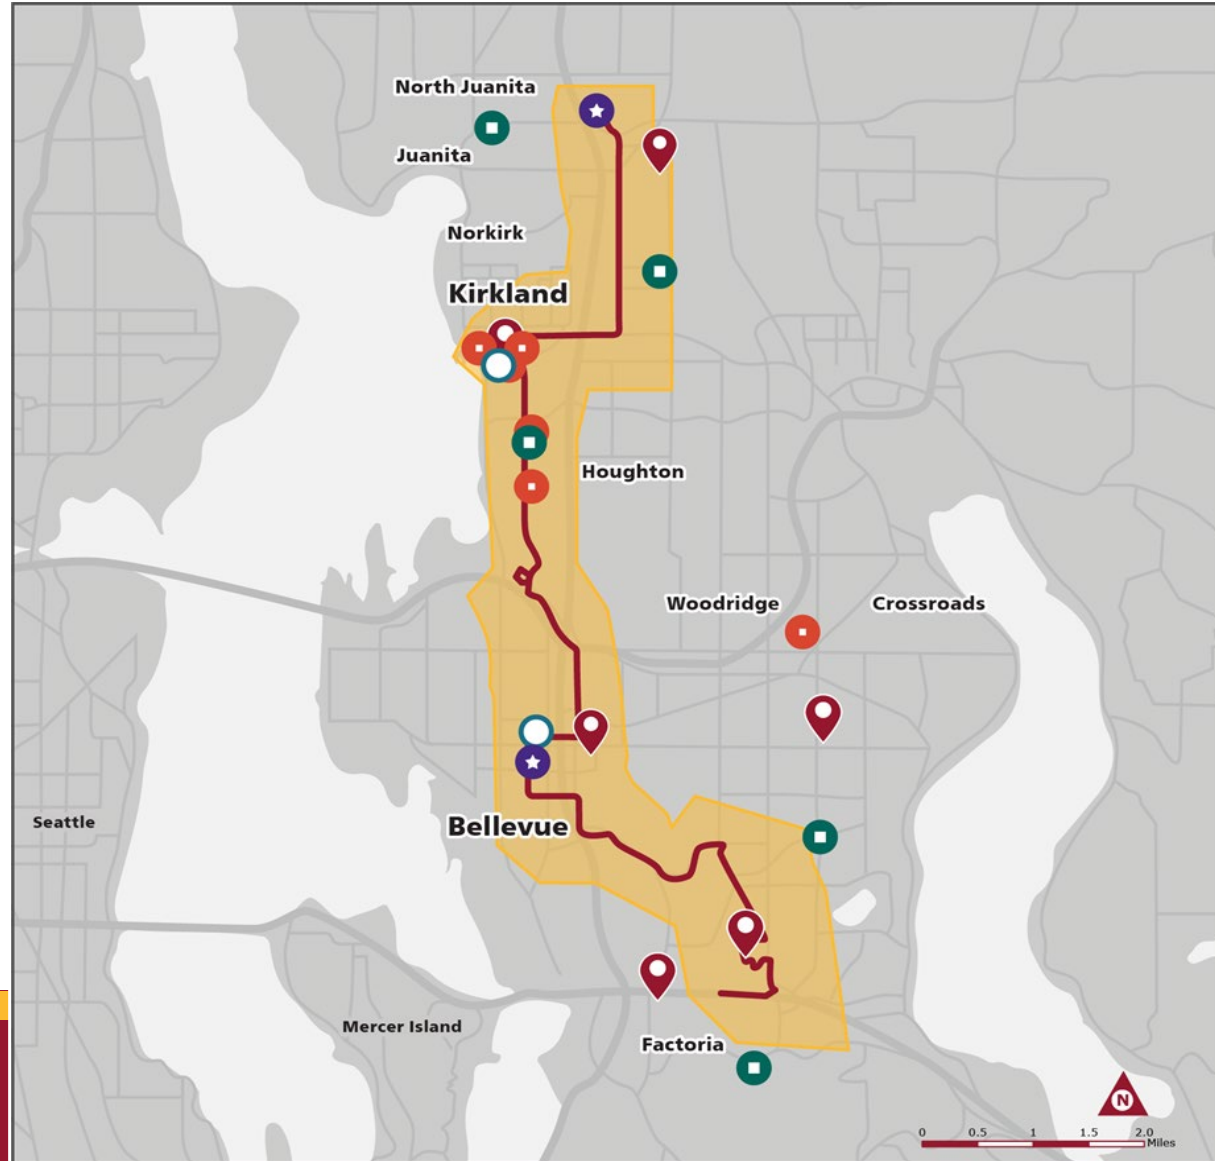 North Juanita
Juanita
Norkirk
Kirkland
Houghton
Woodridge
Crossroads
Seattle
Bellevue
Mercer Island
Factoria
N
0 0.5 1 1.5 2.0
Miles